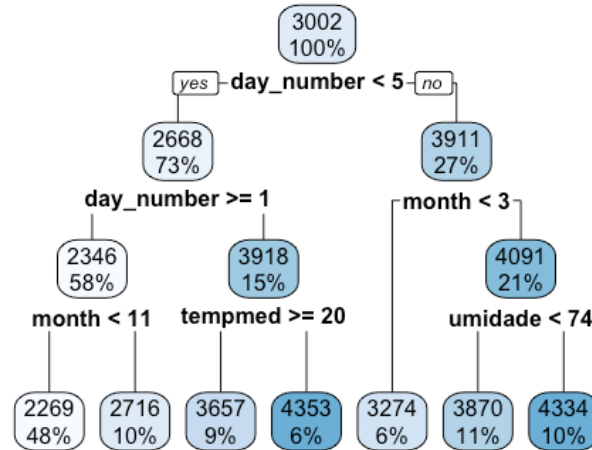 3002
100%
yes day_number < 5 no
2668 3911
73% 27%
day_number >= 1 month < 3
2346 3918 4091
58% 15% 21%
month < 11 tempmed >= 20 umidade < 74
2269 2716 3657 4353 3274 3870 4334
48% 10% 9% 6% 6% 11% 10%